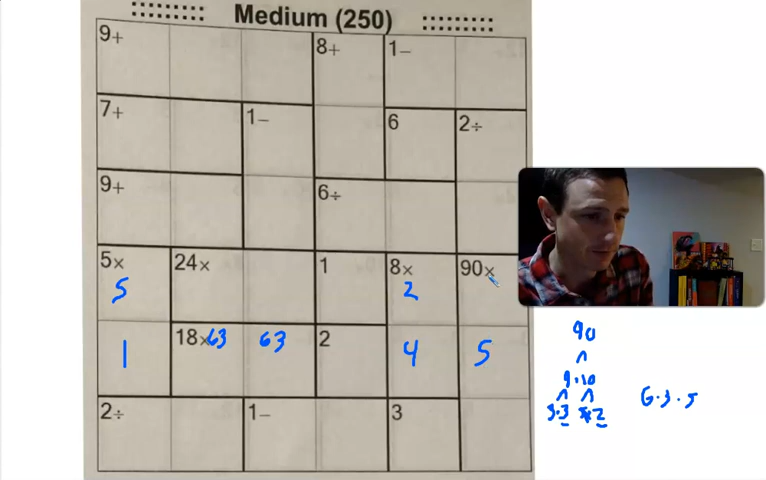 Medium (250)
9+ 8+ 1−
7+ 1− 6 2÷
9+ 6÷
5× 24× 1 8× 90×
5 2
18× 63 63 2
1 4 5
2÷ 1− 3
90
9·10
3·3 5·2
6·3·5